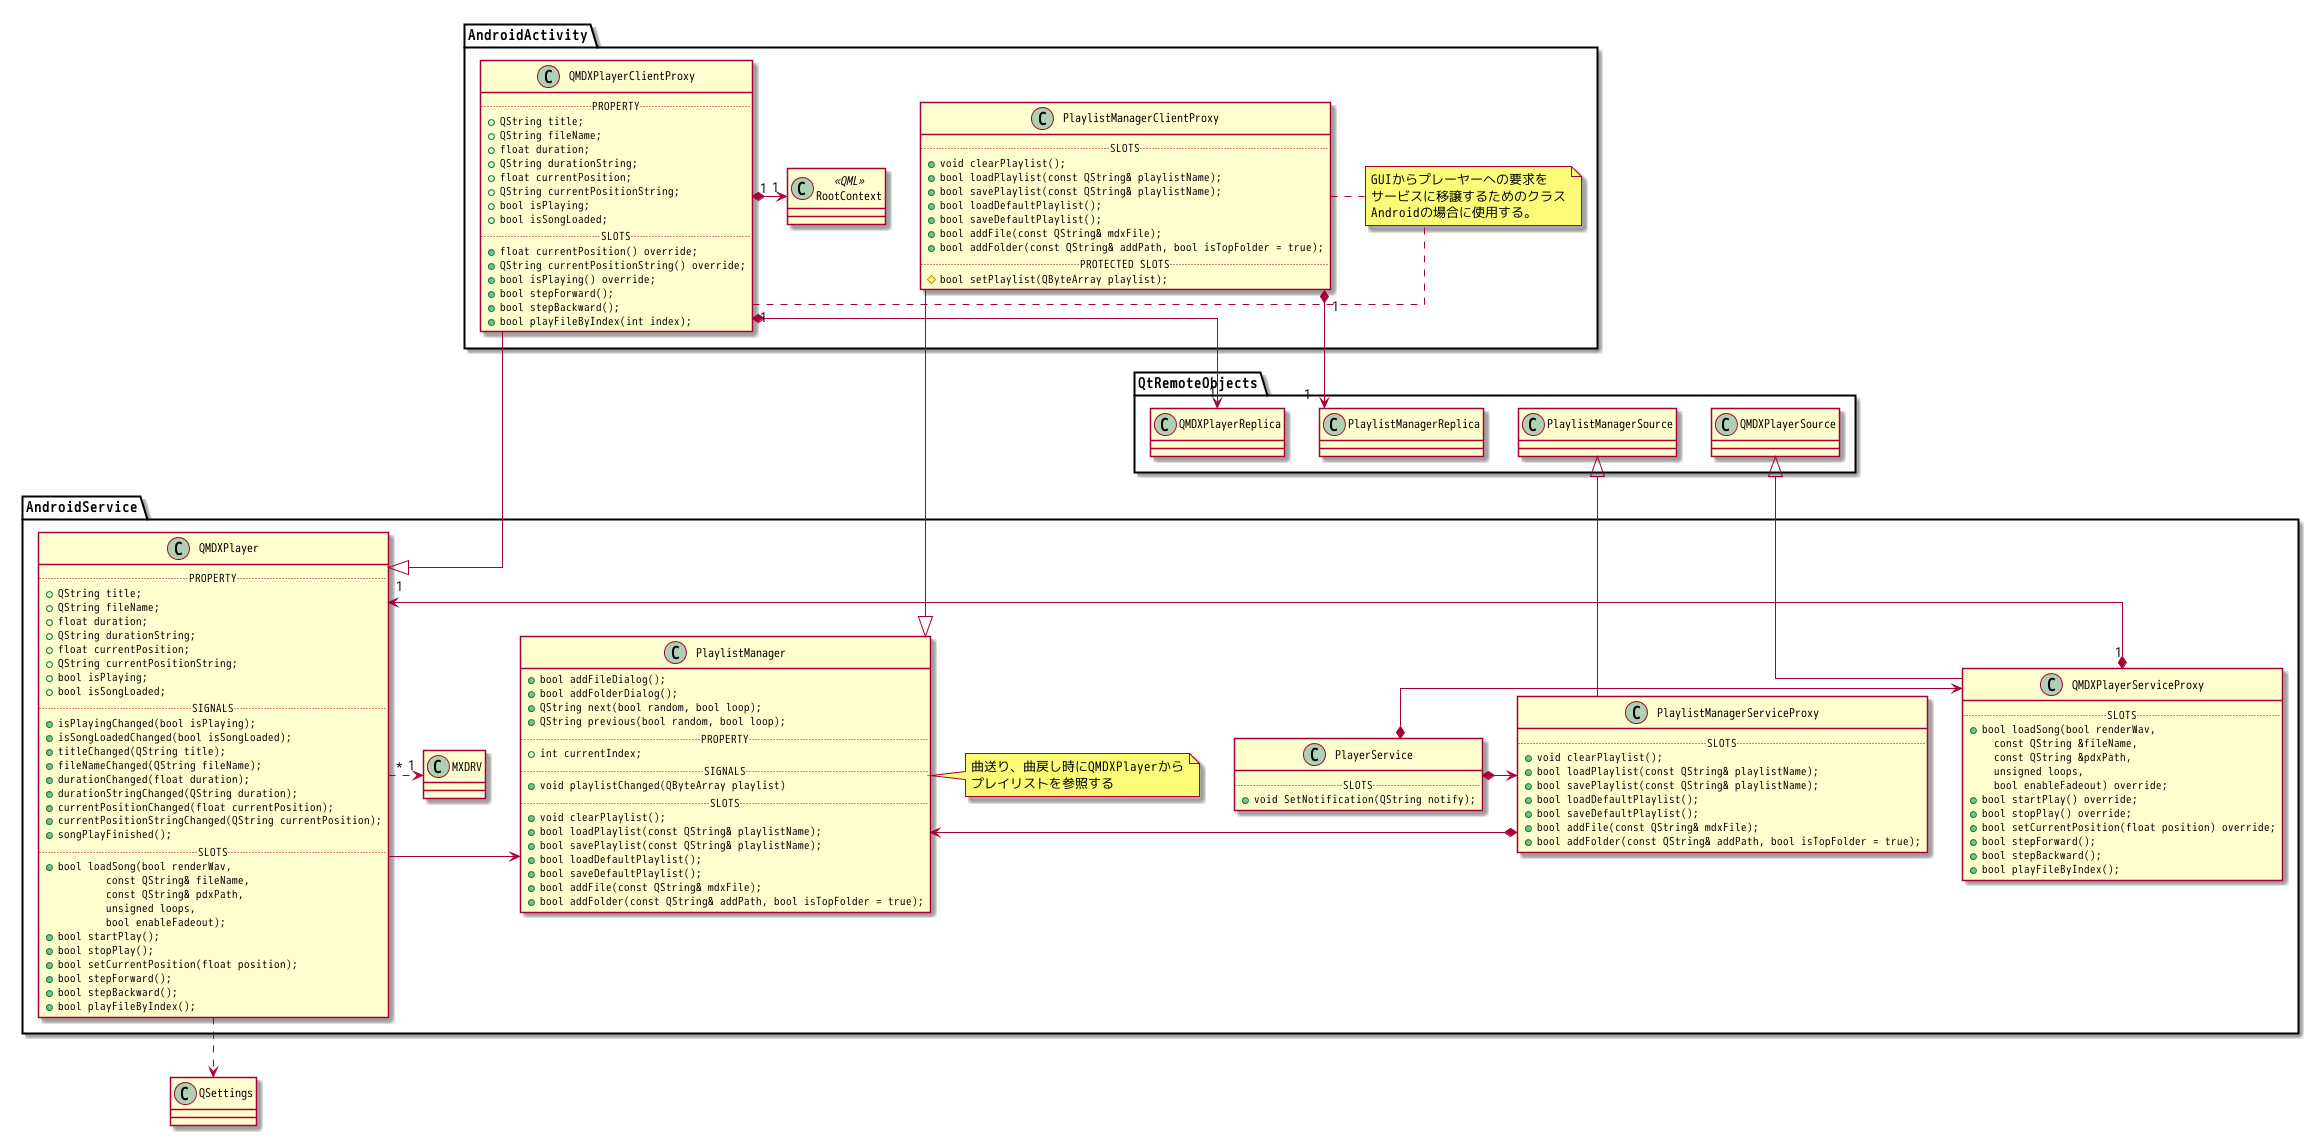 AndroidActivity
QMDXPlayerClientProxy
PROPERTY
QString title;
QString fileName;
float duration;
QString durationString;
float currentPosition;
QString currentPositionString;
bool isPlaying;
bool isSongLoaded;
SLOTS
float currentPosition() override;
QString currentPositionString() override;
bool isPlaying() override;
bool stepForward();
bool stepBackward();
bool playFileByIndex(int index);
1
1
1
«QML»
RootContext
PlaylistManagerClientProxy
SLOTS
void clearPlaylist();
bool loadPlaylist(const QString& playlistName);
bool savePlaylist(const QString& playlistName);
bool loadDefaultPlaylist();
bool saveDefaultPlaylist();
bool addFile(const QString& mdxFile);
bool addFolder(const QString& addPath, bool isTopFolder = true);
PROTECTED SLOTS
bool setPlaylist(QByteArray playlist);
1
GUIからプレーヤーへの要求を
サービスに移譲するためのクラス
Androidの場合に使用する。
QtRemoteObjects
1
1
QMDXPlayerReplica
PlaylistManagerReplica
PlaylistManagerSource
QMDXPlayerSource
AndroidService
QMDXPlayer
PROPERTY
QString title;
QString fileName;
float duration;
QString durationString;
float currentPosition;
QString currentPositionString;
bool isPlaying;
bool isSongLoaded;
SIGNALS
isPlayingChanged(bool isPlaying);
isSongLoadedChanged(bool isSongLoaded);
titleChanged(QString title);
fileNameChanged(QString fileName);
durationChanged(float duration);
durationStringChanged(QString duration);
currentPositionChanged(float currentPosition);
currentPositionStringChanged(QString currentPosition);
songPlayFinished();
SLOTS
bool loadSong(bool renderWav,
const QString& fileName,
const QString& pdxPath,
unsigned loops,
bool enableFadeout);
bool startPlay();
bool stopPlay();
bool setCurrentPosition(float position);
bool stepForward();
bool stepBackward();
bool playFileByIndex();
1
* 1
MXDRV
PlaylistManager
bool addFileDialog();
bool addFolderDialog();
QString next(bool random, bool loop);
QString previous(bool random, bool loop);
PROPERTY
int currentIndex;
SIGNALS
void playlistChanged(QByteArray playlist)
SLOTS
void clearPlaylist();
bool loadPlaylist(const QString& playlistName);
bool savePlaylist(const QString& playlistName);
bool loadDefaultPlaylist();
bool saveDefaultPlaylist();
bool addFile(const QString& mdxFile);
bool addFolder(const QString& addPath, bool isTopFolder = true);
曲送り、曲戻し時にQMDXPlayerから
プレイリストを参照する
PlayerService
SLOTS
void SetNotification(QString notify);
PlaylistManagerServiceProxy
SLOTS
void clearPlaylist();
bool loadPlaylist(const QString& playlistName);
bool savePlaylist(const QString& playlistName);
bool loadDefaultPlaylist();
bool saveDefaultPlaylist();
bool addFile(const QString& mdxFile);
bool addFolder(const QString& addPath, bool isTopFolder = true);
1
QMDXPlayerServiceProxy
SLOTS
bool loadSong(bool renderWav,
const QString &fileName,
const QString &pdxPath,
unsigned loops,
bool enableFadeout) override;
bool startPlay() override;
bool stopPlay() override;
bool setCurrentPosition(float position) override;
bool stepForward();
bool stepBackward();
bool playFileByIndex();
QSettings